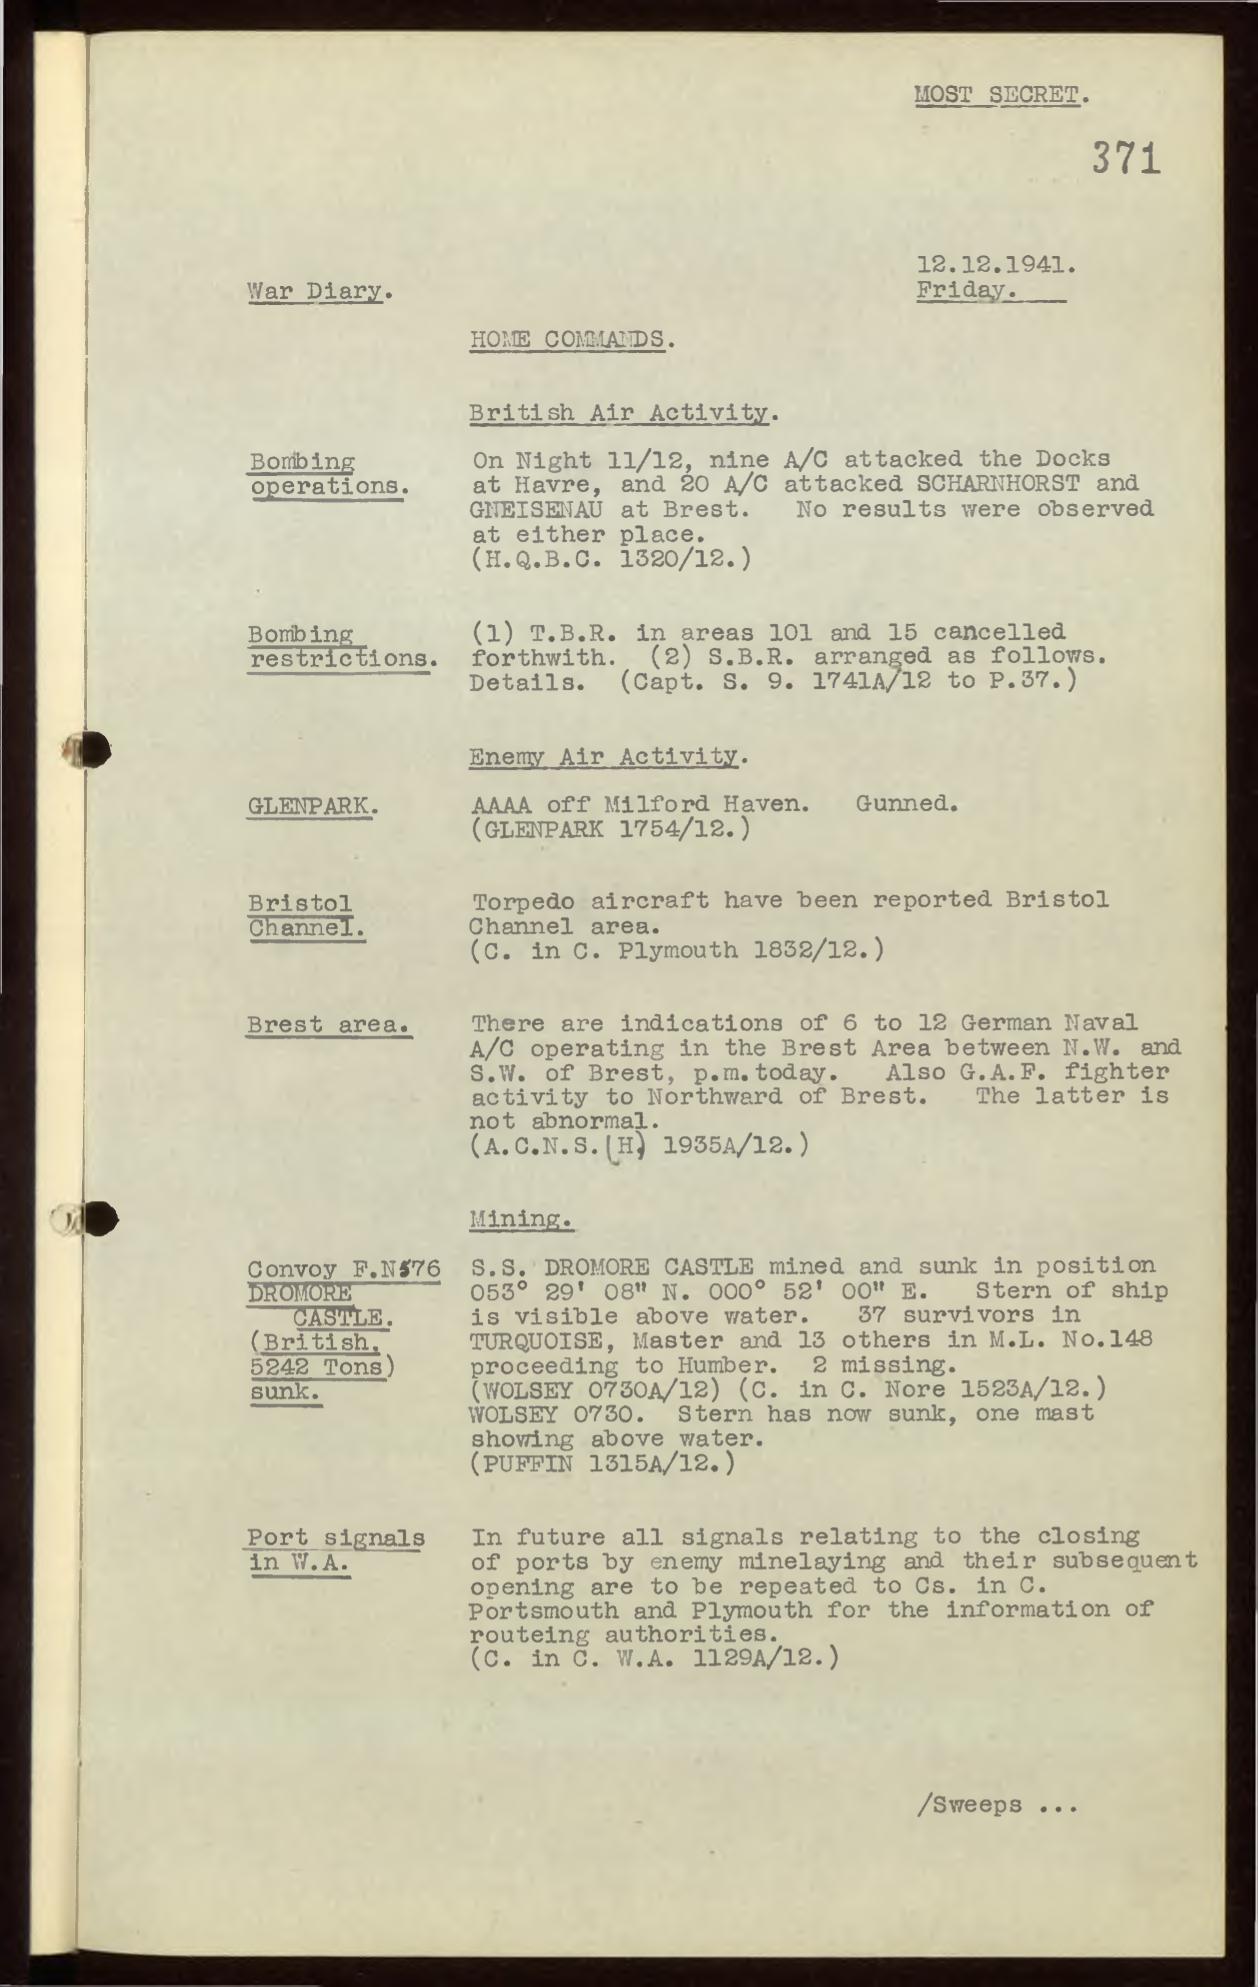 MOST SECRET.
371
12.12.1941.
War Diary.
Friday.
HOME COMMANDS.
British Air Activity.
Bombing
operations.
On Night 11/12, nine A/C attacked the Docks
at Havre, and 20 A/C attacked SCHARNHORST and
GNEISENAU at Brest. No results were observed
at either place.
(H.Q.B.C. 1320/12.)
Bombing
restrictions.
(1) T.B.R. in areas 101 and 15 cancelled
forthwith. (2) S.B.R. arranged as follows.
Details. (Capt. S. 9. 1741A/12 to P.37.)
Enemy Air Activity.
GLENPARK.
AAAA off Milford Haven. Gunned.
(GLENPARK 1754/12.)
Bristol
Channel.
Torpedo aircraft have been reported Bristol
Channel area.
(C. in C. Plymouth 1832/12.)
Brest area.
There are indications of 6 to 12 German Naval
A/C operating in the Brest Area between N.W. and
S.W. of Brest, p.m.today. Also G.A.F. fighter
activity to Northward of Brest. The latter is
not abnormal.
(A.C.N.S.(H) 1935A/12.)
Mining.
Convoy F.N576
DROMORE
CASTLE.
(British,
5242 Tons)
sunk.
S.S. DROMORE CASTLE mined and sunk in position
053° 29' 08" N. 000° 52' 00" E. Stern of ship
is visible above water. 37 survivors in
TURQUOISE, Master and 13 others in M.L. No.148
proceeding to Humber. 2 missing.
(WOLSEY 0730A/12) (C. in C. Nore 1523A/12.)
WOLSEY 0730. Stern has now sunk, one mast
showing above water.
(PUFFIN 1315A/12.)
Port signals
in W.A.
In future all signals relating to the closing
of ports by enemy minelaying and their subsequent
opening are to be repeated to Cs. in C.
Portsmouth and Plymouth for the information of
routeing authorities.
(C. in C. W.A. 1129A/12.)
/Sweeps ...